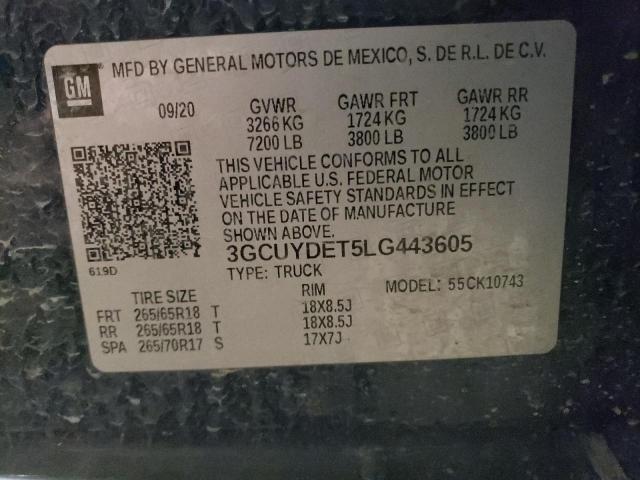 GM
MFD BY GENERAL MOTORS DE MEXICO, S. DE R.L. DE C.V.
09/20 GVWR GAWR FRT GAWR RR
3266 KG 1724 KG 1724 KG
7200 LB 3800 LB 3800 LB
THIS VEHICLE CONFORMS TO ALL
APPLICABLE U.S. FEDERAL MOTOR
VEHICLE SAFETY STANDARDS IN EFFECT
ON THE DATE OF MANUFACTURE
SHOWN ABOVE.
3GCUYDET5LG443605
619D
TYPE: TRUCK MODEL: 55CK10743
TIRE SIZE RIM
FRT 265/65R18 T 18X8.5J
RR 265/65R18 T 18X8.5J
SPA 265/70R17 S 17X7J